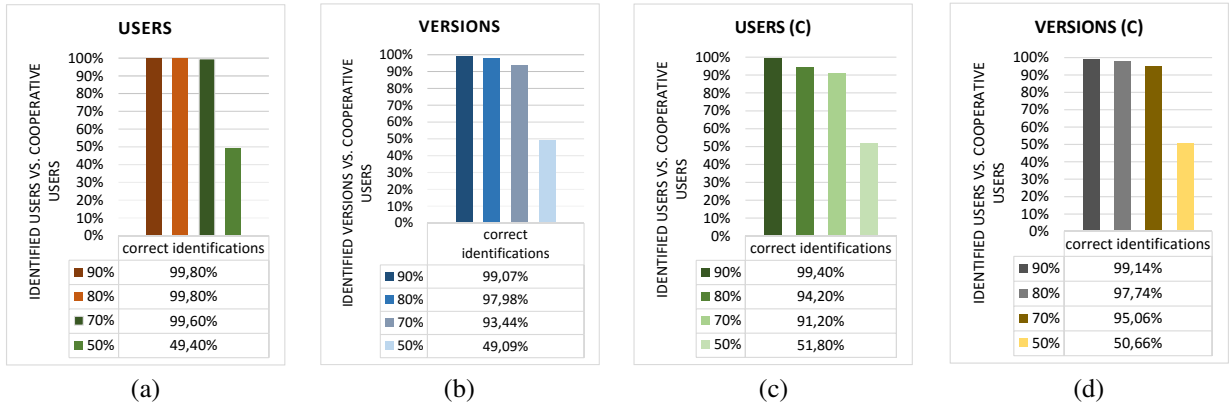 USERS
IDENTIFIED USERS VS. COOPERATIVE
USERS
100%
90%
80%
70%
60%
50%
40%
30%
20%
10%
0%
correct identifications
90% 99,80%
80% 99,80%
70% 99,60%
50% 49,40%
(a)
VERSIONS
IDENTIFIED VERSIONS VS. COOPERATIVE
USERS
100%
90%
80%
70%
60%
50%
40%
30%
20%
10%
0%
correct
identifications
90% 99,07%
80% 97,98%
70% 93,44%
50% 49,09%
(b)
USERS (C)
IDENTIFIED USERS VS. COOPERATIVE
USERS
100%
90%
80%
70%
60%
50%
40%
30%
20%
10%
0%
correct identifications
90% 99,40%
80% 94,20%
70% 91,20%
50% 51,80%
(c)
VERSIONS (C)
IDENTIFIED USERS VS. COOPERATIVE
USERS
100%
90%
80%
70%
60%
50%
40%
30%
20%
10%
0%
correct identifications
90% 99,14%
80% 97,74%
70% 95,06%
50% 50,66%
(d)